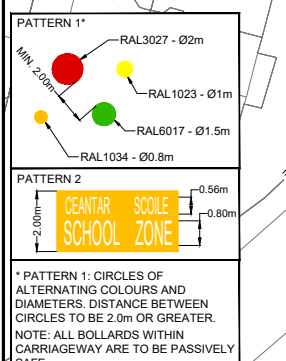 PATTERN 1*
RAL3027 - Ø2m
MIN. 2.00m
RAL1023 - Ø1m
RAL6017 - Ø1.5m
RAL1034 - Ø0.8m
PATTERN 2
0.56m
CEANTAR SCOILE
2.00m
0.80m
SCHOOL ZONE
* PATTERN 1: CIRCLES OF
ALTERNATING COLOURS AND
DIAMETERS. DISTANCE BETWEEN
CIRCLES TO BE 2.0m OR GREATER.
NOTE: ALL BOLLARDS WITHIN
CARRIAGEWAY ARE TO BE PASSIVELY